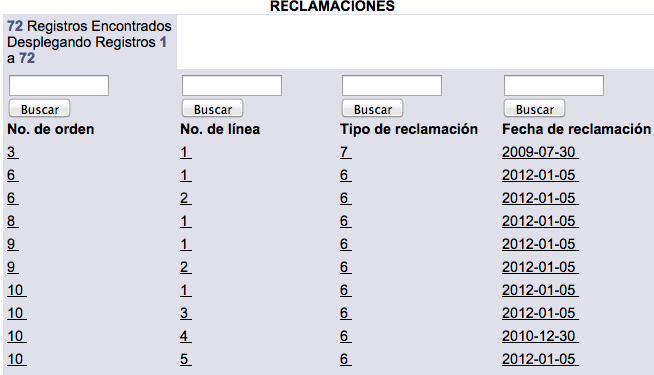 RECLAMACIONES
72 Registros Encontrados
Desplegando Registros 1
a 72
Buscar Buscar Buscar Buscar
No. de orden No. de línea Tipo de reclamación Fecha de reclamación
3 1 7 2009-07-30
6 1 6 2012-01-05
6 2 6 2012-01-05
8 1 6 2012-01-05
9 1 6 2012-01-05
9 2 6 2012-01-05
10 1 6 2012-01-05
10 3 6 2012-01-05
10 4 6 2010-12-30
10 5 6 2012-01-05